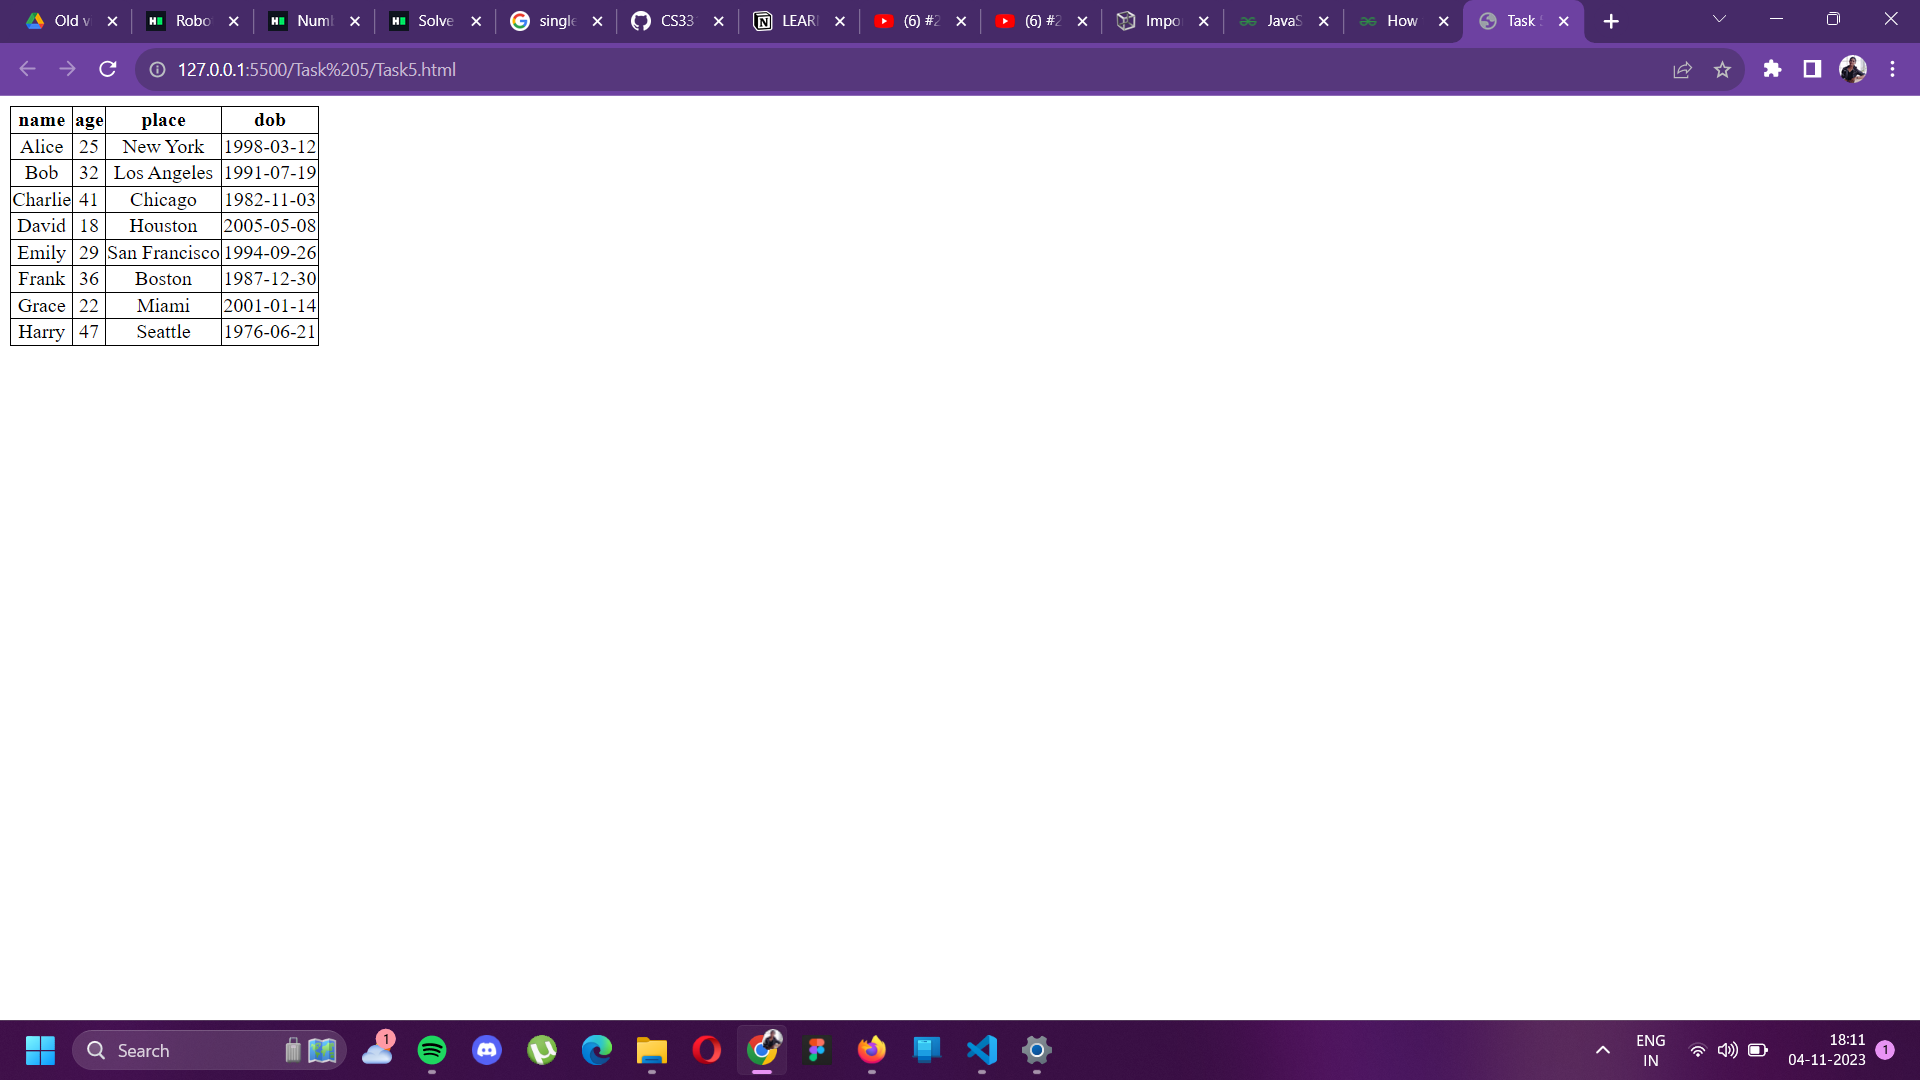 Old v Robo Numl Solve single CS33 LEARI (6) #2 (6) #2 Impor JavaS How Task 5
127.0.0.1:5500/Task%205/Task5.html
name age place dob
Alice 25 New York 1998-03-12
Bob 32 Los Angeles 1991-07-19
Charlie 41 Chicago 1982-11-03
David 18 Houston 2005-05-08
Emily 29 San Francisco 1994-09-26
Frank 36 Boston 1987-12-30
Grace 22 Miami 2001-01-14
Harry 47 Seattle 1976-06-21
Search 1 ENG 18:11
IN 04-11-2023 1